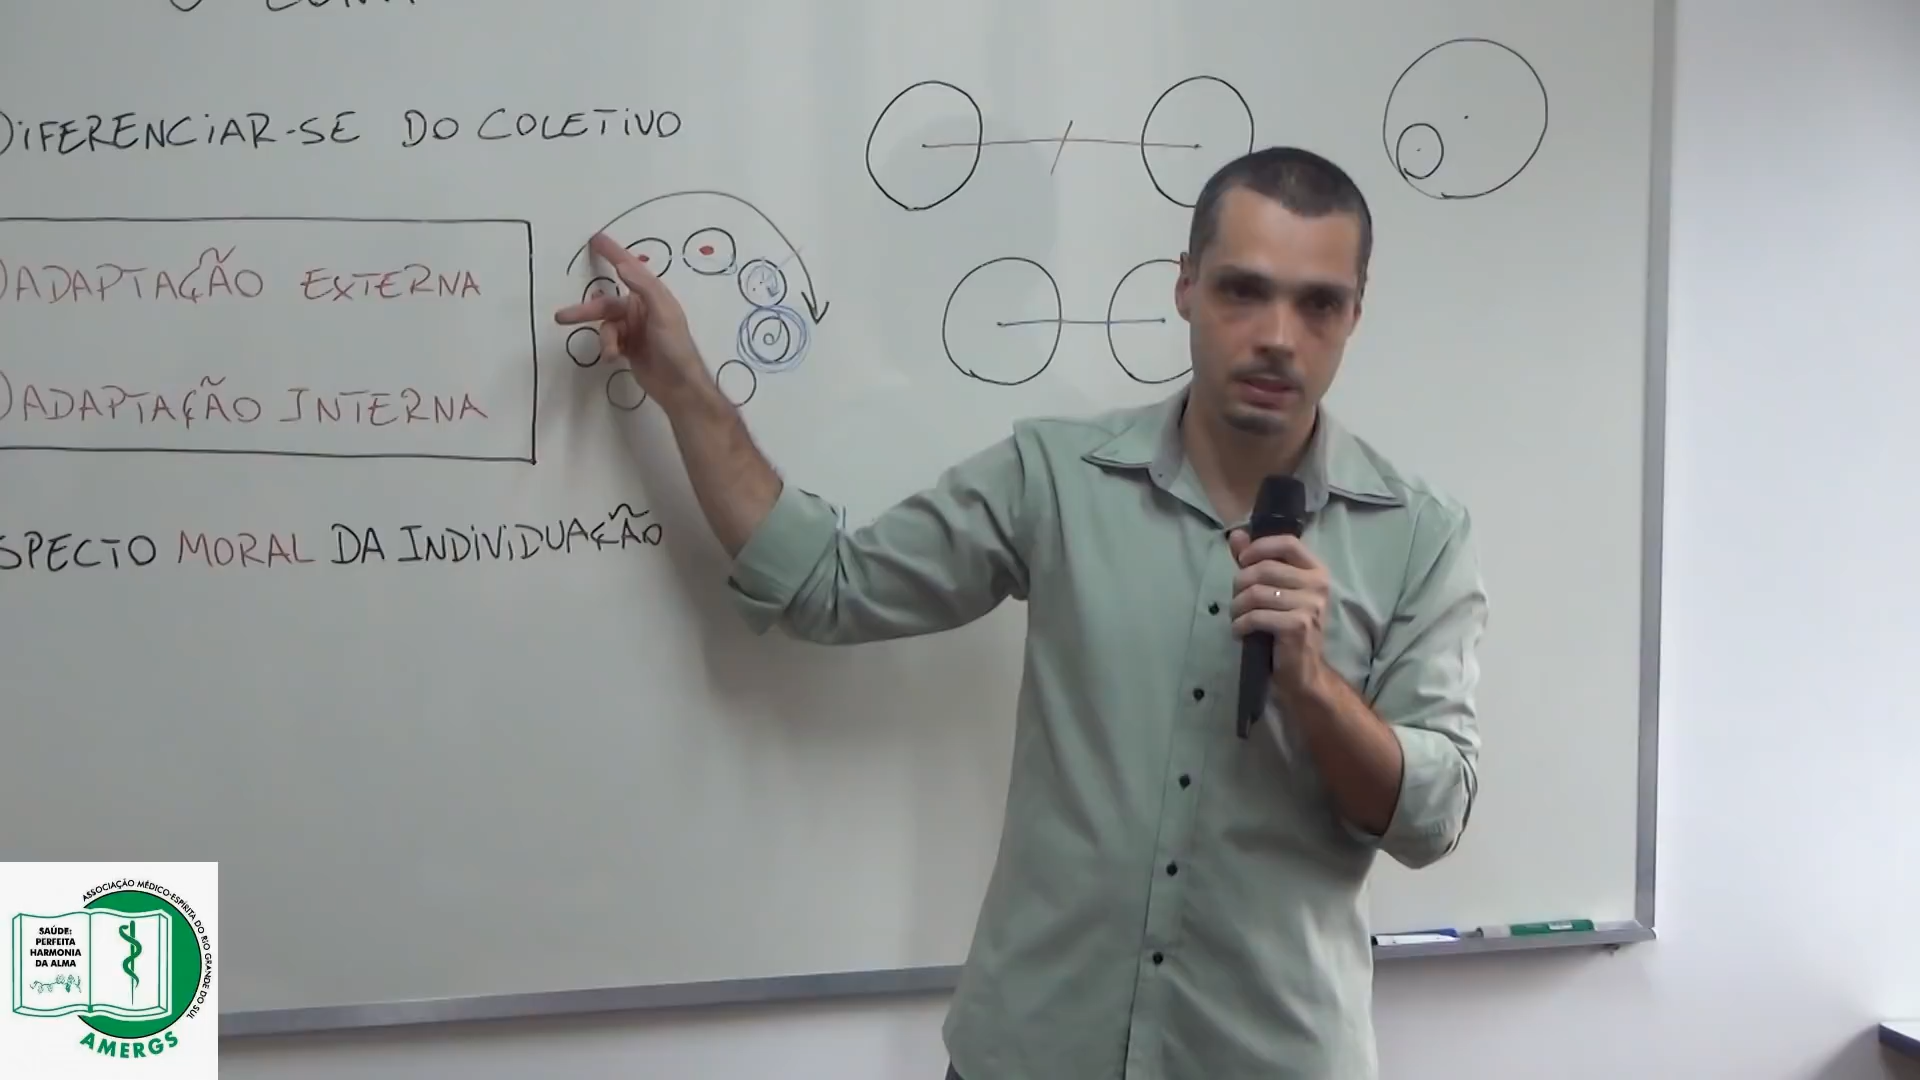 DIFERENCIAR-SE DO COLETIVO
) ADAPTAÇÃO EXTERNA
) ADAPTAÇÃO INTERNA
SPECTO MORAL DA INDIVIDUAÇÃO
ASSOCIAÇÃO MÉDICO-ESPÍRITA DO RIO GRANDE DO SUL
SAÚDE:
PERFEITA
HARMONIA
DA ALMA
AMERGS